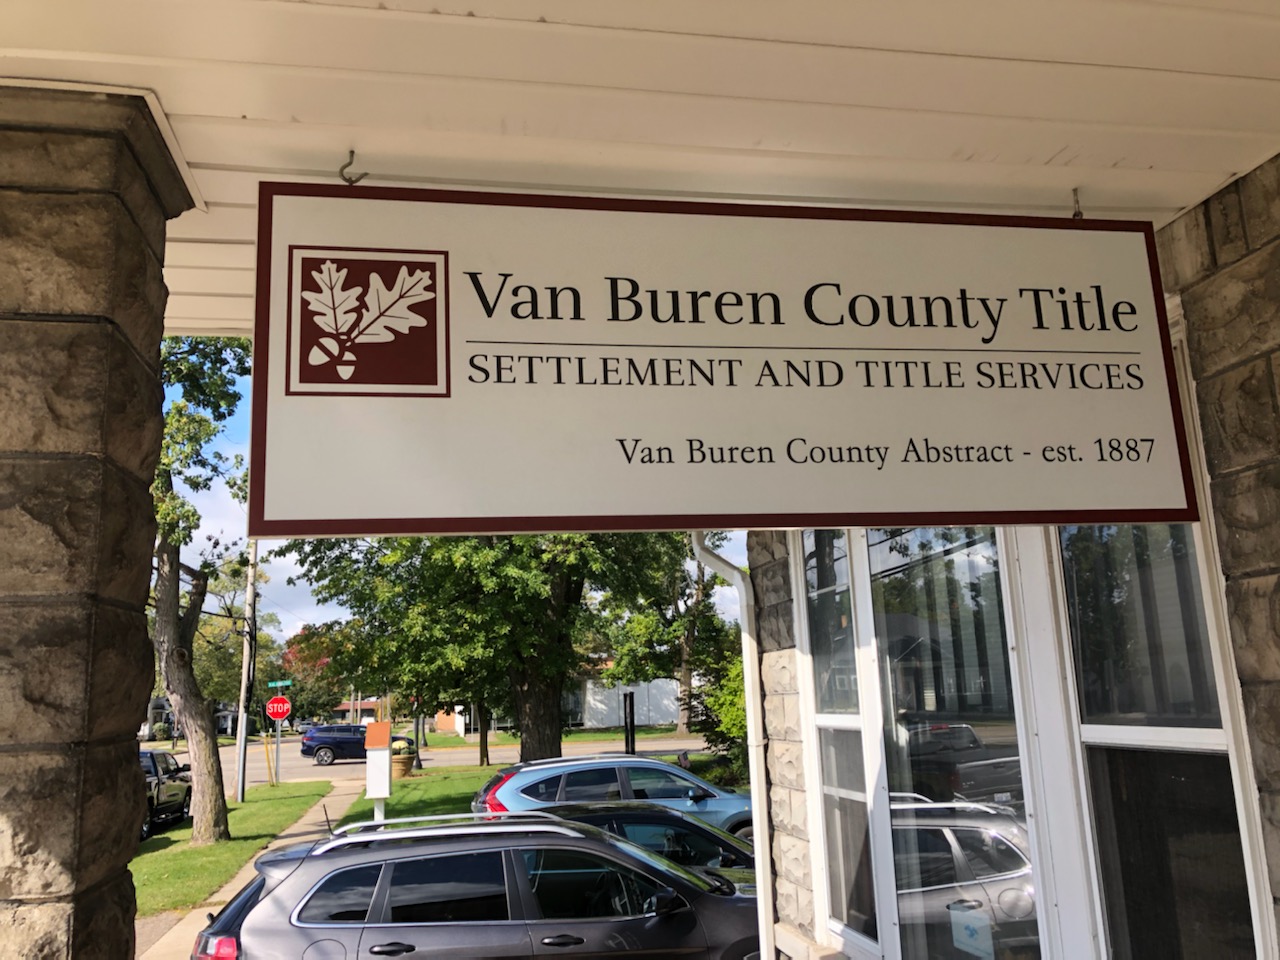 Van Buren County Title
SETTLEMENT AND TITLE SERVICES
Van Buren County Abstract - est. 1887
STOP